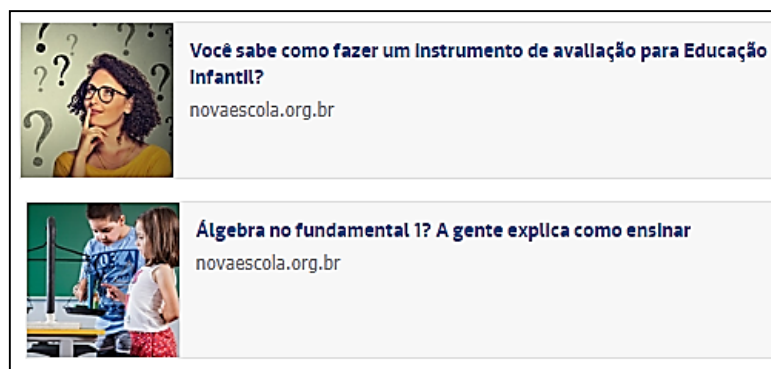 Você sabe como fazer um instrumento de avaliação para Educação
Infantil?
novaescola.org.br
Álgebra no fundamental 1? A gente explica como ensinar
novaescola.org.br